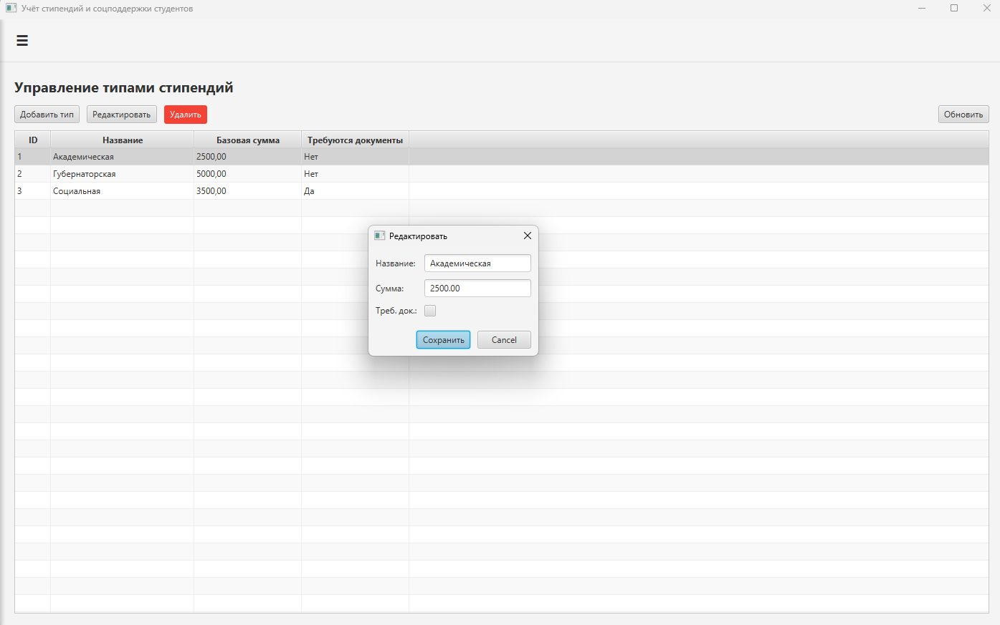 Учёт стипендий и соцподдержки студентов
Управление типами стипендий
Добавить тип Редактировать Удалить Обновить
ID Название Базовая сумма Требуются документы
1 Академическая 2500,00 Нет
2 Губернаторская 5000,00 Нет
3 Социальная 3500,00 Да
Редактировать
Название: Академическая
Сумма: 2500.00
Треб. док.:
Сохранить Cancel